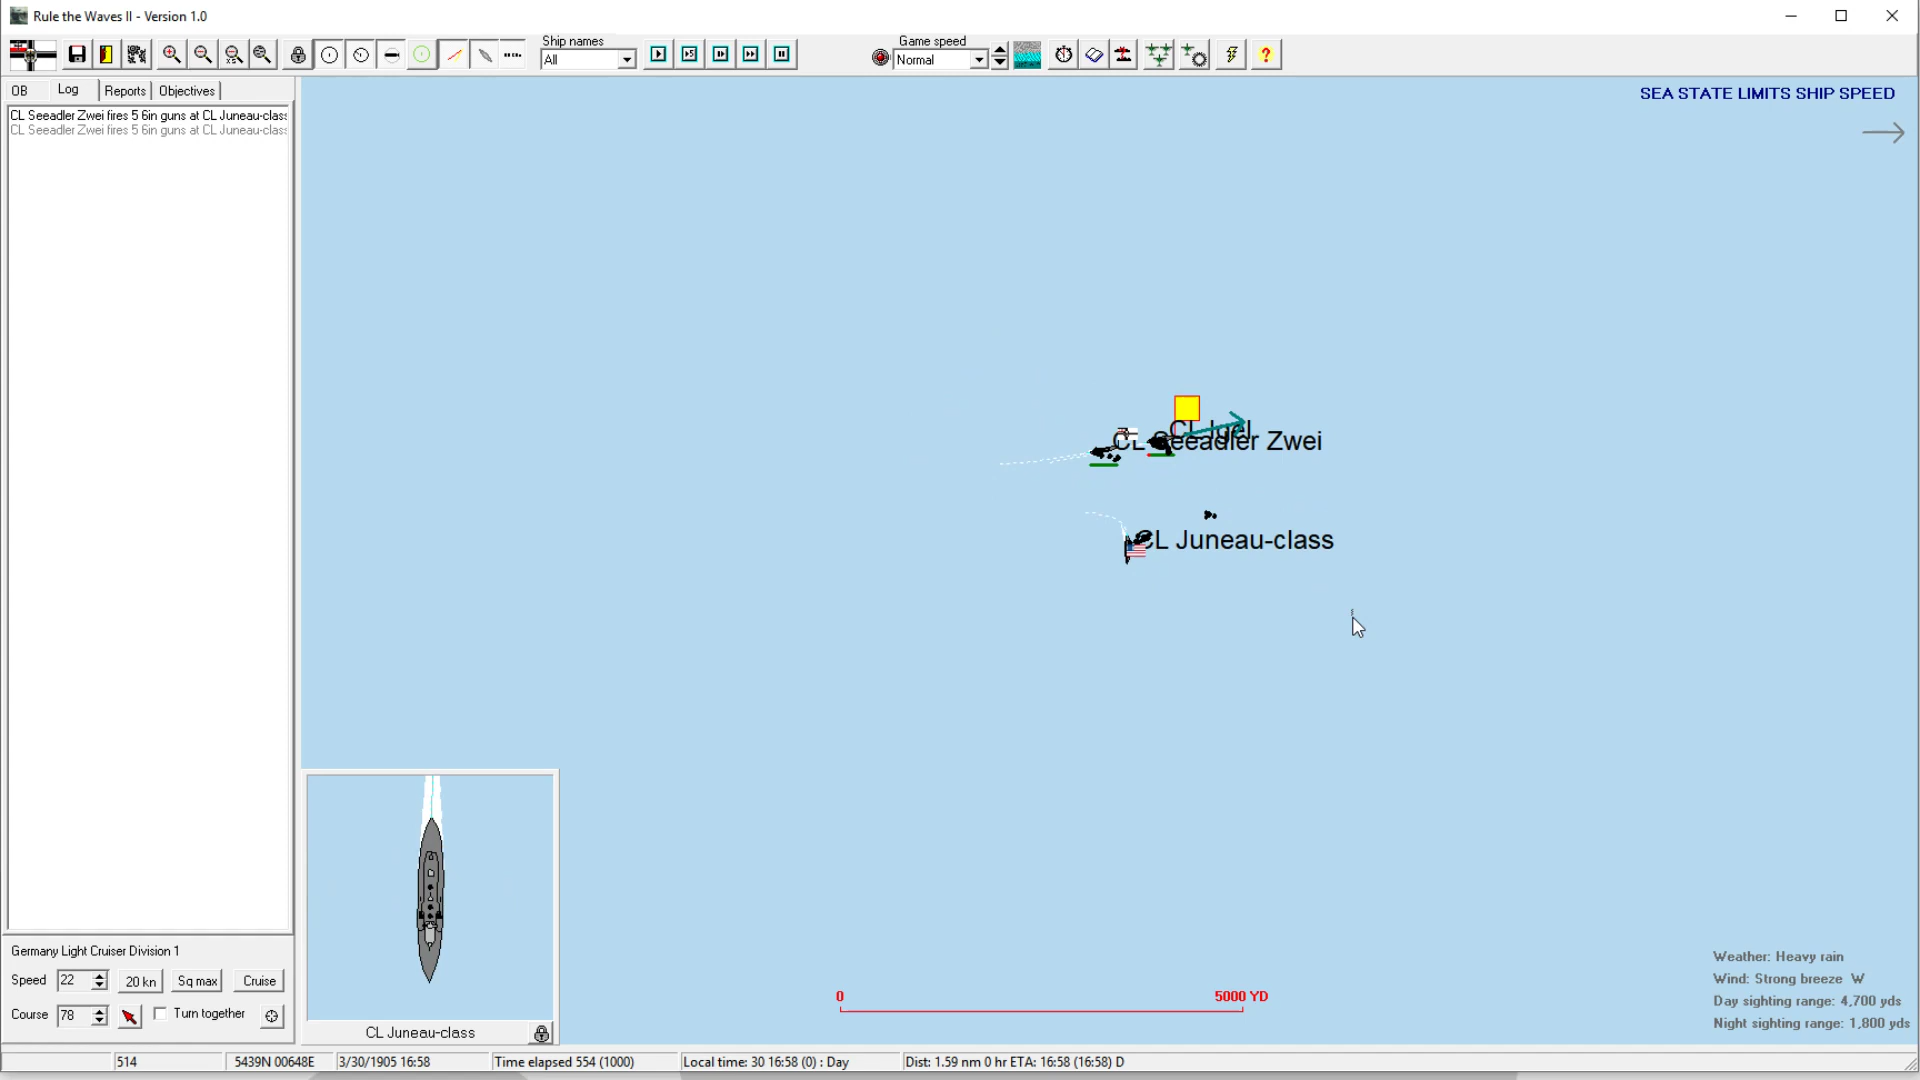 Rule the Waves II - Version 1.0
Ship names
All
Game speed
Normal
?
OB
Log
Reports
Objectives
CL Seeadler Zwei fires 5 6in guns at CL Juneau-class
CL Seeadler Zwei fires 5 6in guns at CL Juneau-class
SEA STATE LIMITS SHIP SPEED
CL Igel
CL Seeadler Zwei
CL Juneau-class
Germany Light Cruiser Division 1
Speed 22 20 kn Sq max Cruise
Course 78 Turn together
CL Juneau-class
0 5000 YD
Weather: Heavy rain
Wind: Strong breeze W
Day sighting range: 4,700 yds
Night sighting range: 1,800 yds
514 5439N 00648E 3/30/1905 16:58 Time elapsed 554 (1000) Local time: 30 16:58 (0) : Day Dist: 1.59 nm 0 hr ETA: 16:58 (16:58) D